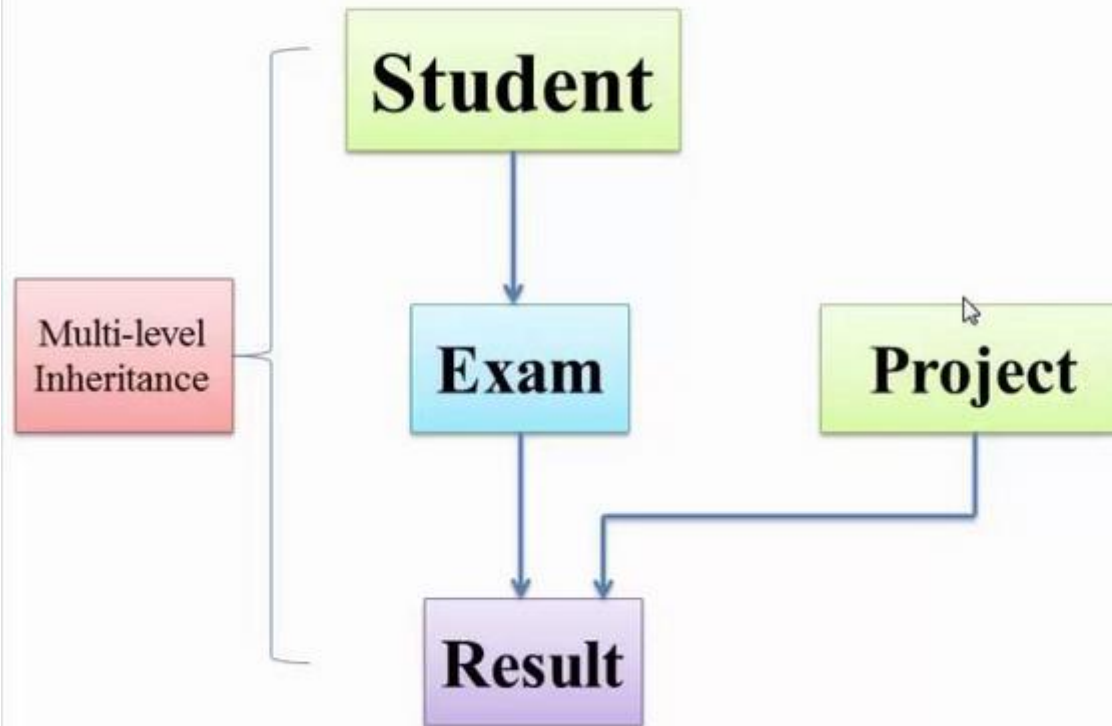 Student
Multi-level
Inheritance
Exam
Project
Result